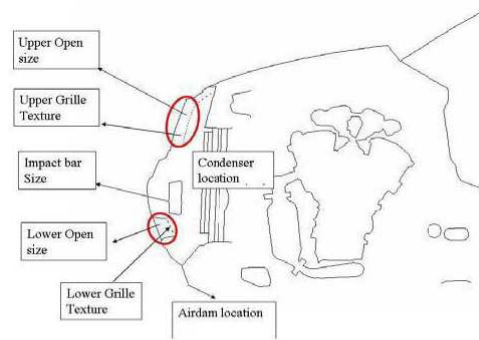 Upper Open
size
Upper Grille
Texture
Impact bar
Size
Condenser
location
Lower Open
size
Lower Grille
Texture
Airdam location